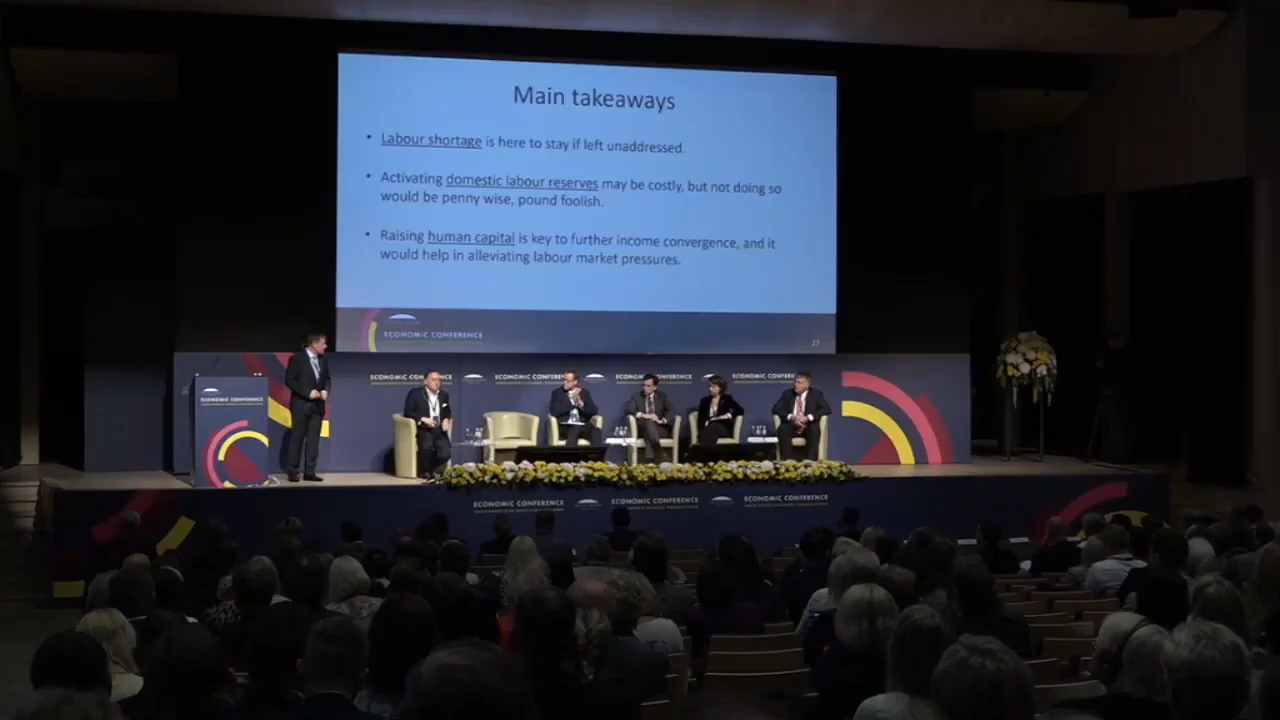 Main takeaways
• Labour shortage is here to stay if left unaddressed.
• Activating domestic labour reserves may be costly, but not doing so
would be penny wise, pound foolish.
• Raising human capital is key to further income convergence, and it
would help in alleviating labour market pressures.
ECONOMIC CONFERENCE
27
ECONOMIC CONFERENCE
ECONOMIC CONFERENCE
ECONOMIC CONFERENCE
ECONOMIC CONFERENCE
ECONOMIC CONFERENCE
ECONOMIC CONFERENCE
ECONOMIC CONFERENCE
ECONOMIC CONFERENCE